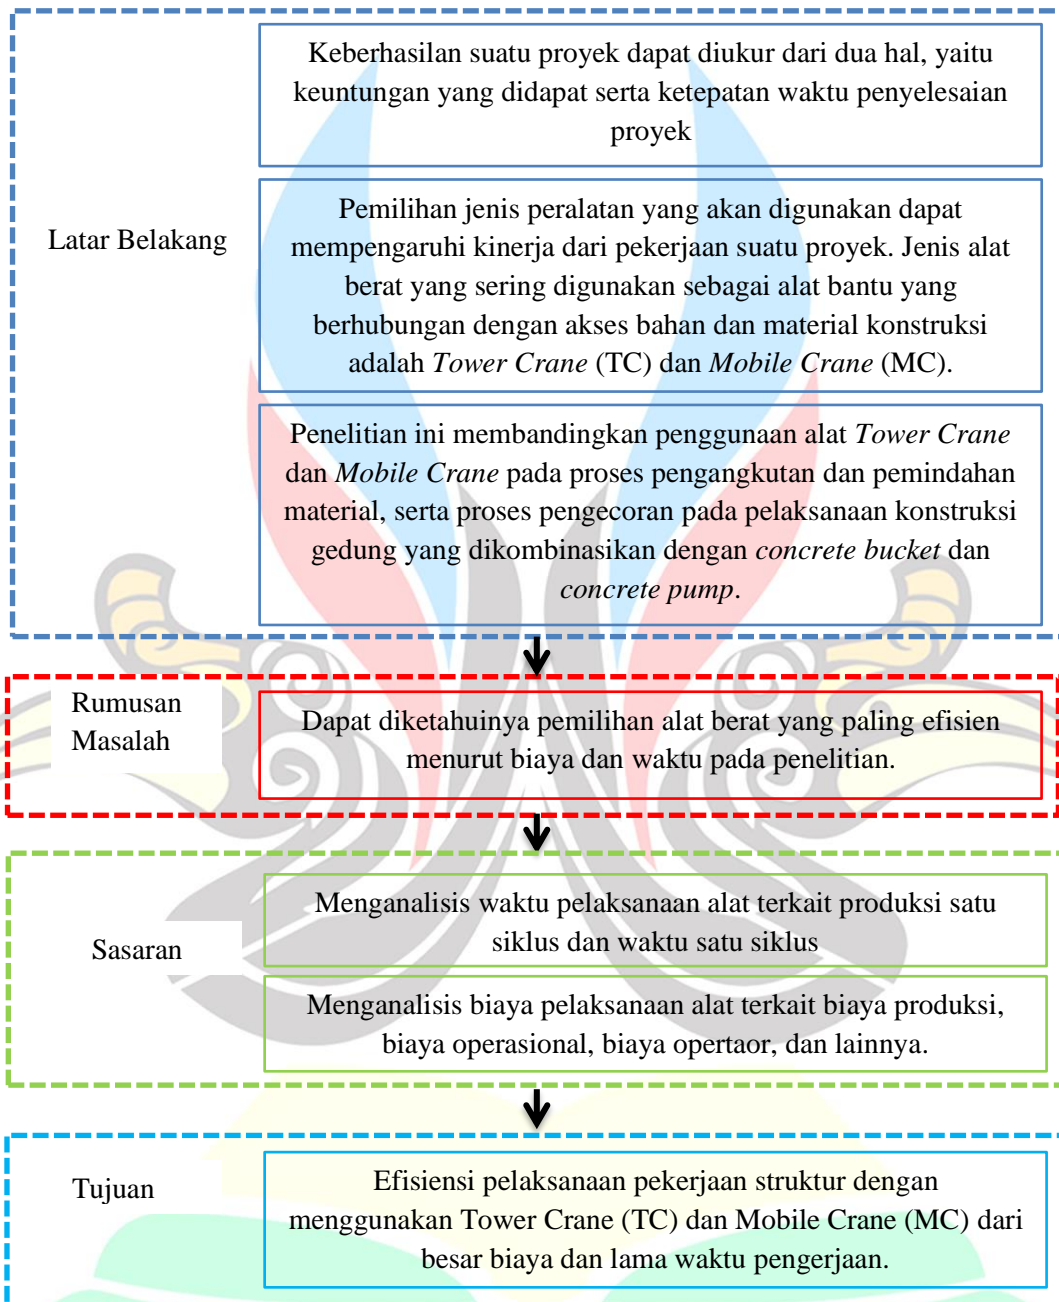 Latar Belakang
Keberhasilan suatu proyek dapat diukur dari dua hal, yaitu
keuntungan yang didapat serta ketepatan waktu penyelesaian
proyek
Pemilihan jenis peralatan yang akan digunakan dapat
mempengaruhi kinerja dari pekerjaan suatu proyek. Jenis alat
berat yang sering digunakan sebagai alat bantu yang
berhubungan dengan akses bahan dan material konstruksi
adalah Tower Crane (TC) dan Mobile Crane (MC).
Penelitian ini membandingkan penggunaan alat Tower Crane
dan Mobile Crane pada proses pengangkutan dan pemindahan
material, serta proses pengecoran pada pelaksanaan konstruksi
gedung yang dikombinasikan dengan concrete bucket dan
concrete pump.
Rumusan
Masalah
Dapat diketahuinya pemilihan alat berat yang paling efisien
menurut biaya dan waktu pada penelitian.
Sasaran
Menganalisis waktu pelaksanaan alat terkait produksi satu
siklus dan waktu satu siklus
Menganalisis biaya pelaksanaan alat terkait biaya produksi,
biaya operasional, biaya opertaor, dan lainnya.
Tujuan
Efisiensi pelaksanaan pekerjaan struktur dengan
menggunakan Tower Crane (TC) dan Mobile Crane (MC) dari
besar biaya dan lama waktu pengerjaan.